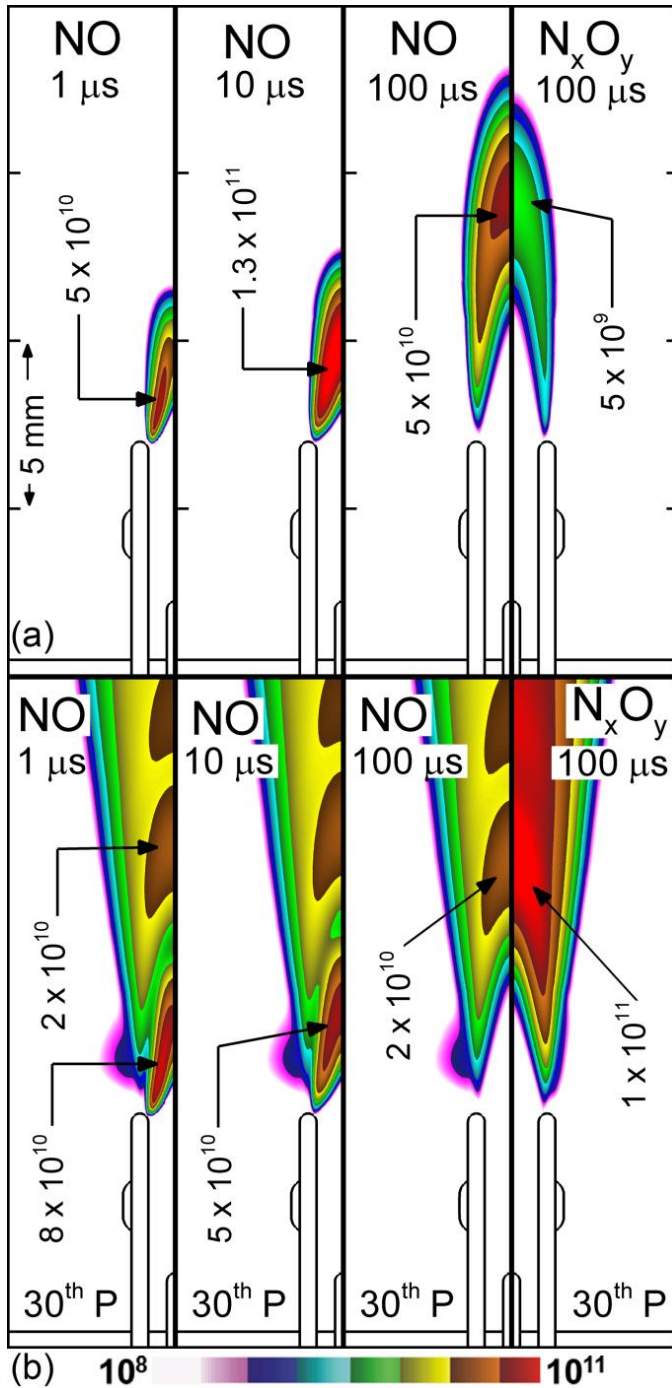 NO
1 μs
NO
10 μs
NO
100 μs
NₓOᵧ
100 μs
5 x 10¹⁰
1.3 x 10¹¹
5 x 10¹⁰
5 x 10⁹
5 mm
(a)
NO
1 μs
NO
10 μs
NO
100 μs
NₓOᵧ
100 μs
2 x 10¹⁰
8 x 10¹⁰
5 x 10¹⁰
2 x 10¹⁰
1 x 10¹¹
30ᵗʰ P
30ᵗʰ P
30ᵗʰ P
30ᵗʰ P
(b)
10⁸
10¹¹